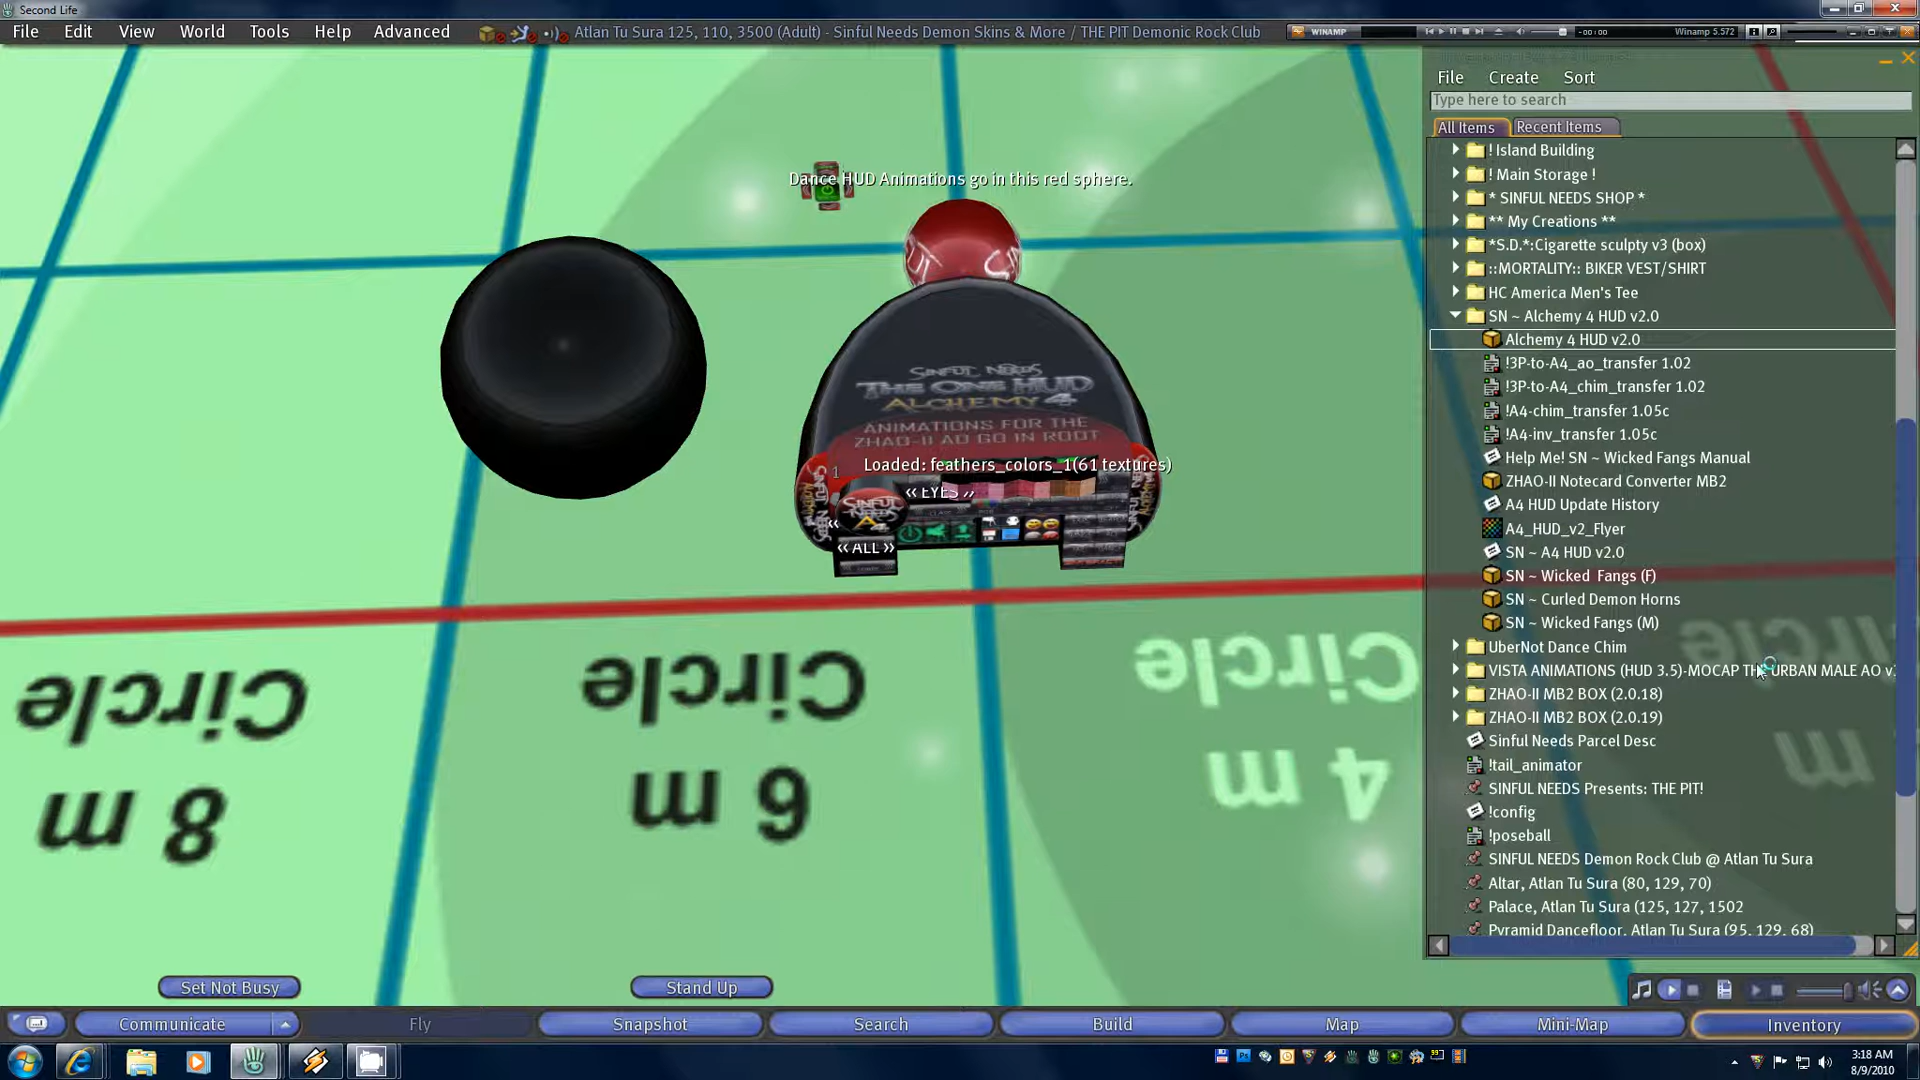 Second Life
File Edit View World Tools Help Advanced
Atlan Tu Sura 125, 110, 3500 (Adult) - Sinful Needs Demon Skins & More / THE PIT Demonic Rock Club
WINAMP
-00:00
Winamp 5.572
File Create Sort
Type here to search
All Items
Recent Items
! Island Building
! Main Storage !
* SINFUL NEEDS SHOP *
** My Creations **
*S.D.*:Cigarette sculpty v3 (box)
::MORTALITY:: BIKER VEST/SHIRT
HC America Men's Tee
SN ~ Alchemy 4 HUD v2.0
Alchemy 4 HUD v2.0
!3P-to-A4_ao_transfer 1.02
!3P-to-A4_chim_transfer 1.02
!A4-chim_transfer 1.05c
!A4-inv_transfer 1.05c
Help Me! SN ~ Wicked Fangs Manual
ZHAO-II Notecard Converter MB2
A4 HUD Update History
A4_HUD_v2_Flyer
SN ~ A4 HUD v2.0
SN ~ Wicked  Fangs (F)
SN ~ Curled Demon Horns
SN ~ Wicked Fangs (M)
UberNot Dance Chim
VISTA ANIMATIONS (HUD 3.5)-MOCAP THE URBAN MALE AO
ZHAO-II MB2 BOX (2.0.18)
ZHAO-II MB2 BOX (2.0.19)
Sinful Needs Parcel Desc
!tail_animator
SINFUL NEEDS Presents: THE PIT!
!config
!poseball
SINFUL NEEDS Demon Rock Club @ Atlan Tu Sura
Altar, Atlan Tu Sura (80, 129, 70)
Palace, Atlan Tu Sura (125, 127, 1502
Pyramid Dancefloor, Atlan Tu Sura (95, 129, 68)
Dance HUD Animations go in this red sphere.
SINFUL NEEDS
THE ONE HUD
ALCHEMY 4
ANIMATIONS FOR THE
ZHAO-II AO GO IN ROOT
Loaded: feathers_colors_1(61 textures)
1
« EYES »
SINFUL
NEEDS
«
« ALL »
Circle
8 m
Circle
6 m
Circle
4 m
Circle
m
Set Not Busy
Stand Up
Communicate
Fly
Snapshot
Search
Build
Map
Mini-Map
Inventory
3:18 AM
8/9/2010